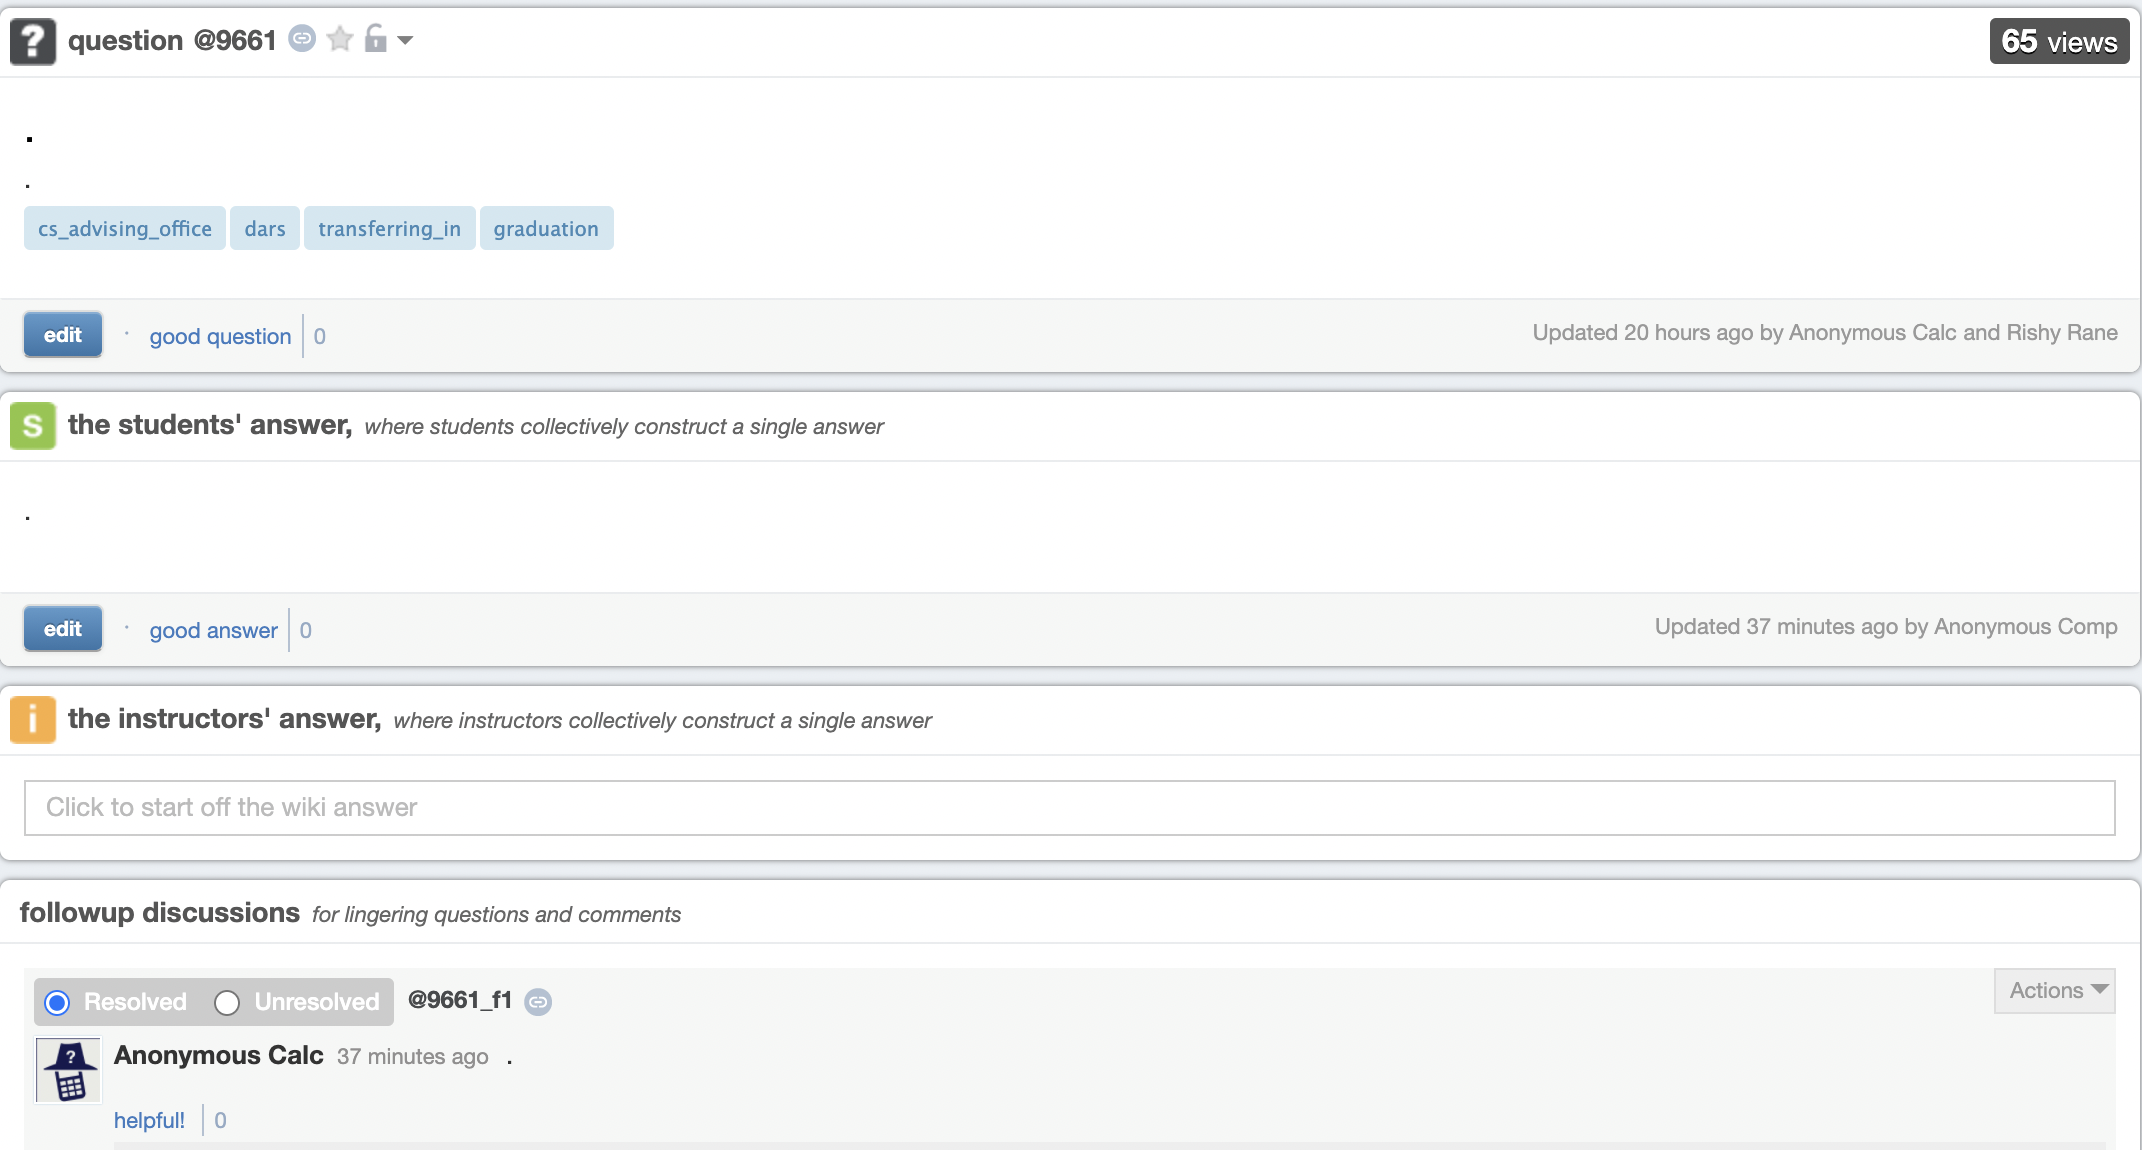 question @9661
65 views
.
.
cs_advising_office dars transferring_in graduation
edit · good question 0
Updated 20 hours ago by Anonymous Calc and Rishy Rane
S the students' answer, where students collectively construct a single answer
.
edit · good answer 0
Updated 37 minutes ago by Anonymous Comp
i the instructors' answer, where instructors collectively construct a single answer
Click to start off the wiki answer
followup discussions for lingering questions and comments
Resolved Unresolved @9661_f1
Actions
Anonymous Calc 37 minutes ago .
helpful! 0